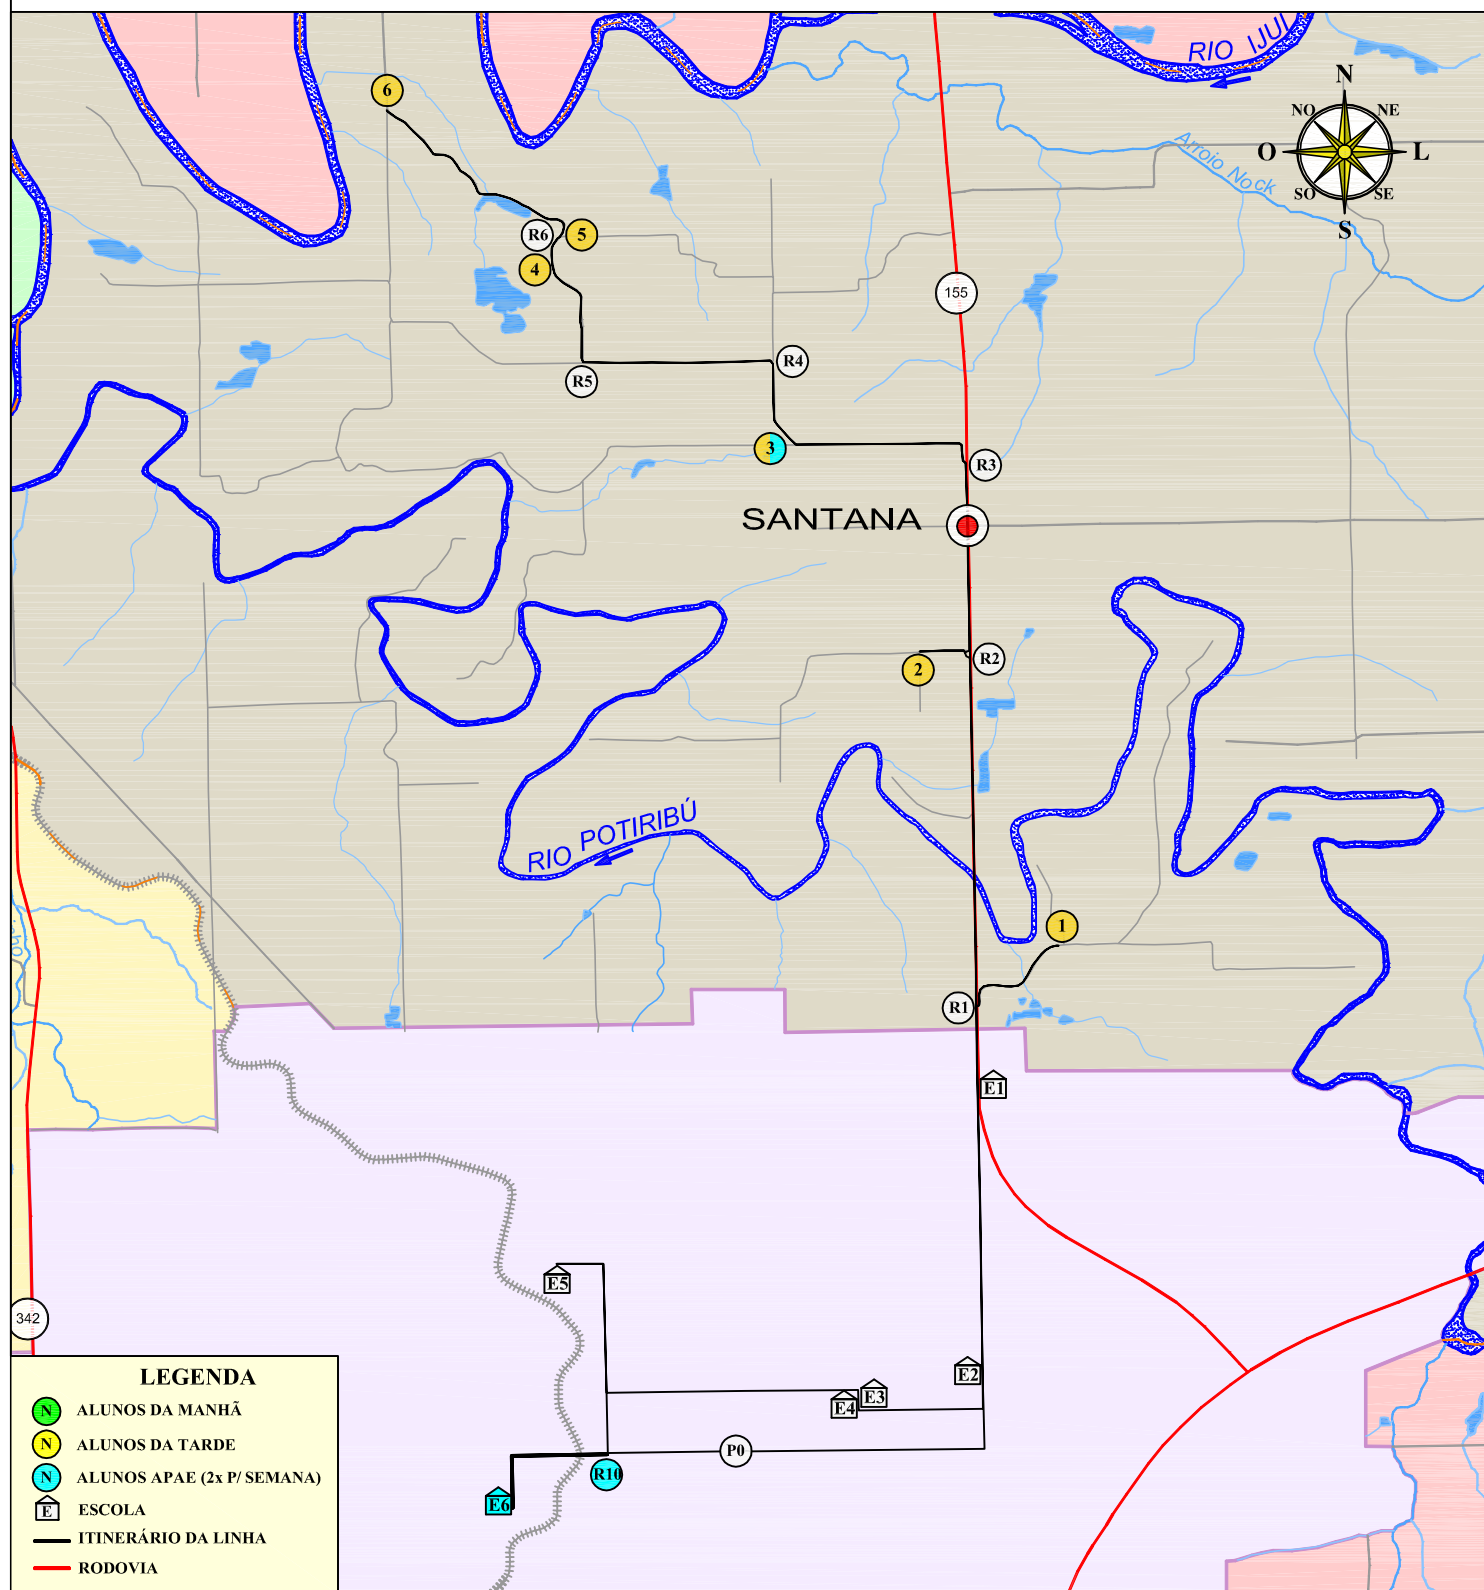 RIO IJUÍ
N
NO
NE
O
L
SO
SE
S
Arroio Nock
6
R6
5
4
155
R4
R5
3
R3
SANTANA
R2
2
RIO POTIRIBÚ
1
R1
E1
E5
342
E2
E3
E4
P0
R10
E6
LEGENDA
N ALUNOS DA MANHÃ
N ALUNOS DA TARDE
N ALUNOS APAE (2x P/ SEMANA)
E ESCOLA
ITINERÁRIO DA LINHA
RODOVIA